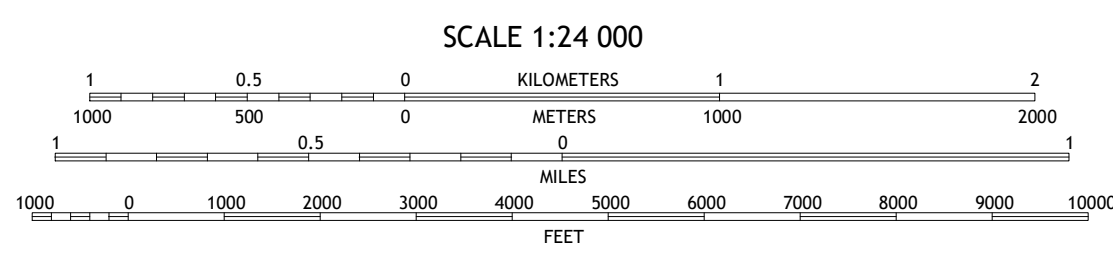 SCALE 1:24 000
1 0.5 0 KILOMETERS 1 2
1000 500 0 METERS 1000 2000
1 0.5 0 1
MILES
1000 0 1000 2000 3000 4000 5000 6000 7000 8000 9000 10000
FEET